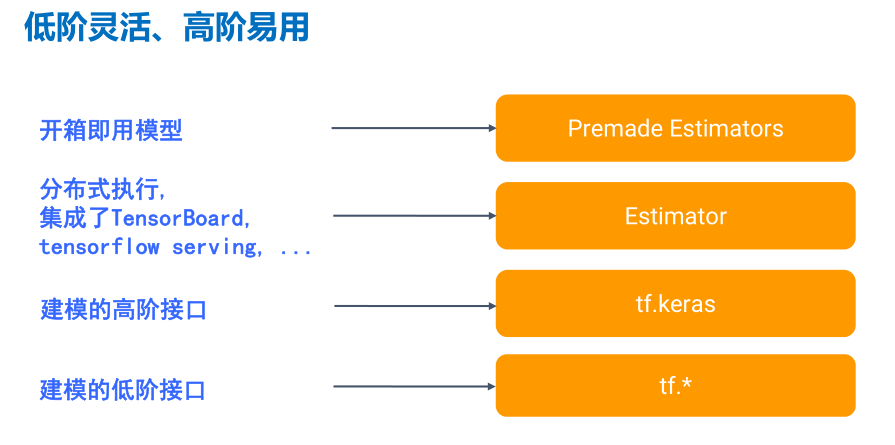 低阶灵活、高阶易用
开箱即用模型
Premade Estimators
分布式执行,
集成了TensorBoard,
tensorflow serving, ...
Estimator
建模的高阶接口
tf.keras
建模的低阶接口
tf.*